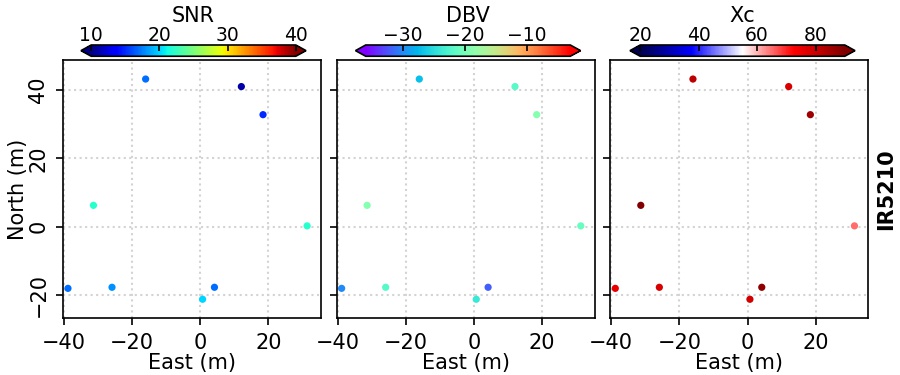 SNR DBV Xc
10 20 30 40 −30 −20 −10 20 40 60 80
40
20
0
−20
North (m)
IR5210
−40 −20 0 20 −40 −20 0 20 −40 −20 0 20
East (m) East (m) East (m)